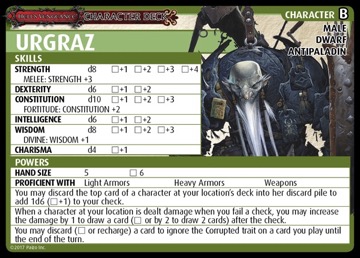 HELL'S VENGEANCE CHARACTER DECK
CHARACTER B
URGRAZ
MALE
DWARF
ANTIPALADIN
SKILLS
STRENGTH d8 □+1 □+2 □+3 □+4
MELEE: STRENGTH +3
DEXTERITY d6 □+1 □+2
CONSTITUTION d10 □+1 □+2 □+3
FORTITUDE: CONSTITUTION +2
INTELLIGENCE d6 □+1 □+2
WISDOM d8 □+1 □+2 □+3
DIVINE: WISDOM +1
CHARISMA d4 □+1
POWERS
HAND SIZE 5 □ 6
PROFICIENT WITH Light Armors Heavy Armors Weapons
You may discard the top card of a character at your location's deck into her discard pile to
add 1d6 (□+1) to your check.
When a character at your location is dealt damage when you fail a check, you may increase
the damage by 1 to draw a card (□ or by 2 to draw 2 cards) after the check.
You may discard (□ or recharge) a card to ignore the Corrupted trait on a card you play until
the end of the turn.
©2017 Paizo Inc.